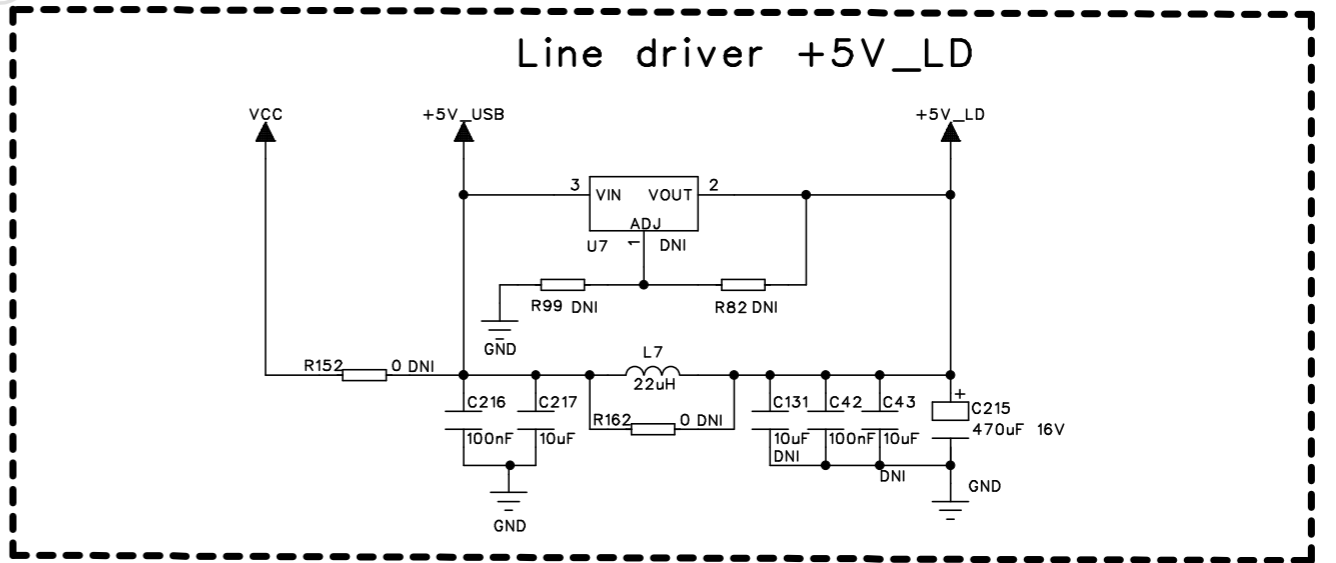 Line driver +5V_LD
VCC
+5V_USB
+5V_LD
3
VIN
VOUT
2
ADJ
U7
1
DNI
R99
DNI
R82
DNI
GND
L7
R152
0
DNI
22uH
C216
C217
R162
0
DNI
C131
C42
C43
+
C215
100nF
10uF
10uF
100nF
10uF
470uF 16V
DNI
DNI
GND
GND